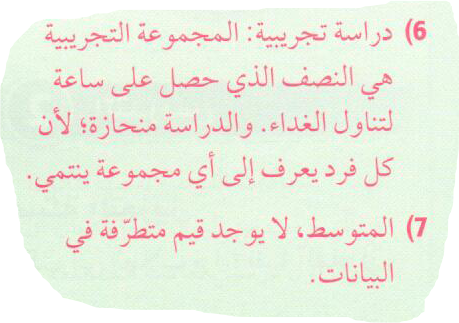 6) دراسة تجريبية: المجموعة التجريبية
هي النصف الذي حصل على ساعة
لتناول الغداء. والدراسة منحازة؛ لأن
كل فرد يعرف إلى أي مجموعة ينتمي.
7) المتوسط، لا يوجد قيم متطرّفة في
البيانات.